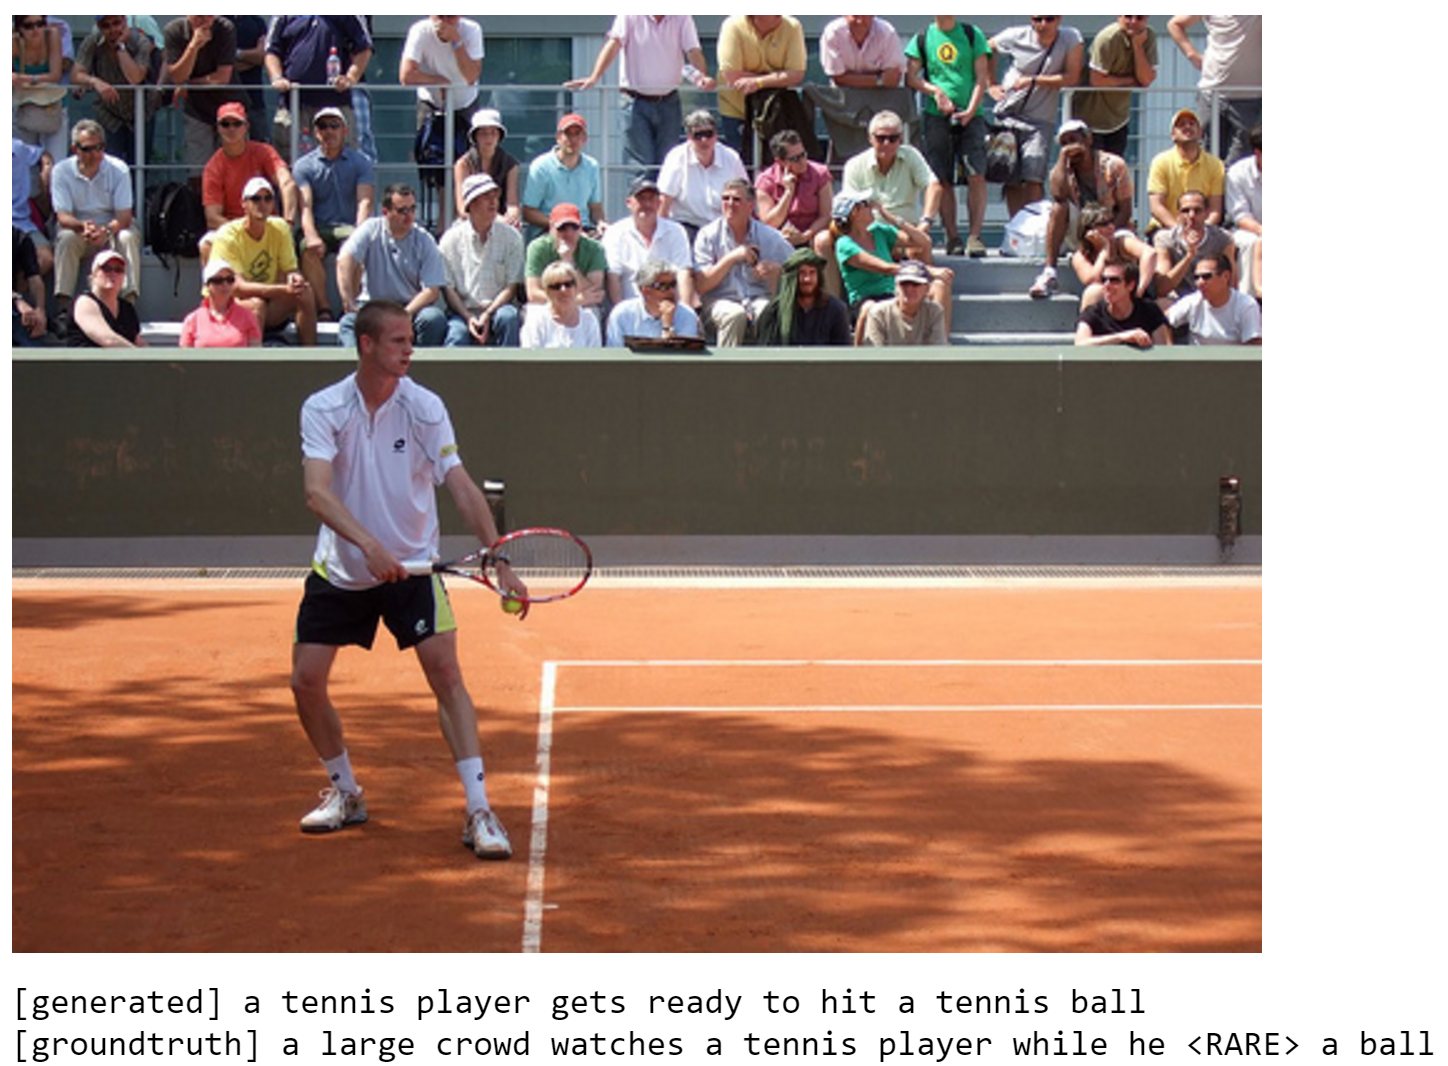 [generated] a tennis player gets ready to hit a tennis ball
[groundtruth] a large crowd watches a tennis player while he <RARE> a ball